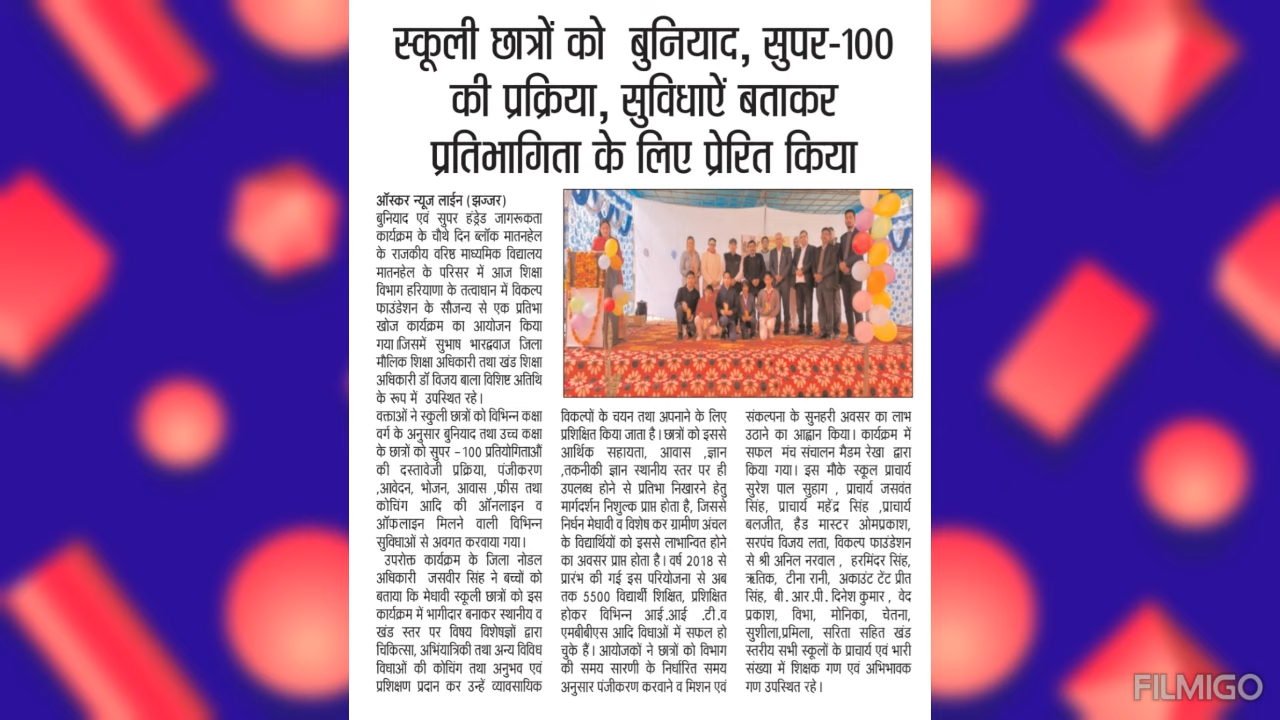 स्कूली छात्रों को बुनियाद, सुपर-100
की प्रक्रिया, सुविधाऐं बताकर
प्रतिभागिता के लिए प्रेरित किया
ऑस्कर न्यूज लाईन (झज्जर)
बुनियाद एवं सुपर हंड्रेड जागरूकता
कार्यक्रम के चौथे दिन ब्लॉक मातनहेल
के राजकीय वरिष्ठ माध्यमिक विद्यालय
मातनहेल के परिसर में आज शिक्षा
विभाग हरियाणा के तत्वाधान में विकल्प
फाउंडेशन के सौजन्य से एक प्रतिभा
खोज कार्यक्रम का आयोजन किया
गया।जिसमें सुभाष भारद्ववाज जिला
मौलिक शिक्षा अधिकारी तथा खंड शिक्षा
अधिकारी डॉ विजय बाला विशिष्ट अतिथि
के रूप में उपस्थित रहे।
वक्ताओं ने स्कुली छात्रों को विभिन्न कक्षा
वर्ग के अनुसार बुनियाद तथा उच्च कक्षा
के छात्रों को सुपर -100 प्रतियोगिताऔं
की दस्तावेजी प्रक्रिया, पंजीकरण
,आवेदन, भोजन, आवास ,फीस तथा
कोचिंग आदि की ऑनलाइन व
ऑफलाइन मिलने वाली विभिन्न
सुविधाओं से अवगत करवाया गया।
उपरोक्त कार्यक्रम के जिला नोडल
अधिकारी जसवीर सिंह ने बच्चों को
बताया कि मेधावी स्कूली छात्रों को इस
कार्यक्रम में भागीदार बनाकर स्थानीय व
खंड स्तर पर विषय विशेषज्ञों द्वारा
चिकित्सा, अभियात्रिकी तथा अन्य विविध
विधाओं की कोचिंग तथा अनुभव एवं
प्रशिक्षण प्रदान कर उन्हें व्यावसायिक
विकल्पों के चयन तथा अपनाने के लिए
प्रशिक्षित किया जाता है। छात्रों को इससे
आर्थिक सहायता, आवास ,ज्ञान
,तकनीकी ज्ञान स्थानीय स्तर पर ही
उपलब्ध होने से प्रतिभा निखारने हेतु
मार्गदर्शन निशुल्क प्राप्त होता है, जिससे
निर्धन मेधावी व विशेष कर ग्रामीण अंचल
के विद्यार्थियों को इससे लाभान्वित होने
का अवसर प्राप्त होता है। वर्ष 2018 से
प्रारंभ की गई इस परियोजना से अब
तक 5500 विद्यार्थी शिक्षित, प्रशिक्षित
होकर विभिन्न आई.आई .टी.व
एमबीबीएस आदि विधाओं में सफल हो
चुके हैं। आयोजकों ने छात्रों को विभाग
की समय सारणी के निर्धारित समय
अनुसार पंजीकरण करवाने व मिशन एवं
संकल्पना के सुनहरी अवसर का लाभ
उठाने का आह्वान किया। कार्यक्रम में
सफल मंच संचालन मैडम रेखा द्वारा
किया गया। इस मौके स्कूल प्राचार्य
सुरेश पाल सुहाग , प्राचार्य जसवंत
सिंह, प्राचार्य महेंद्र सिंह ,प्राचार्य
बलजीत, हैड मास्टर ओमप्रकाश,
सरपंच विजय लता, विकल्प फाउंडेशन
से श्री अनिल नरवाल , हरमिंदर सिंह,
ऋतिक, टीना रानी, अकाउंट टेंट प्रीत
सिंह, बी.आर.पी. दिनेश कुमार , वेद
प्रकाश, विभा, मोनिका, चेतना,
सुशीला,प्रमिला, सरिता सहित खंड
स्तरीय सभी स्कूलों के प्राचार्य एवं भारी
संख्या में शिक्षक गण एवं अभिभावक
गण उपस्थित रहे।
FILMIGO